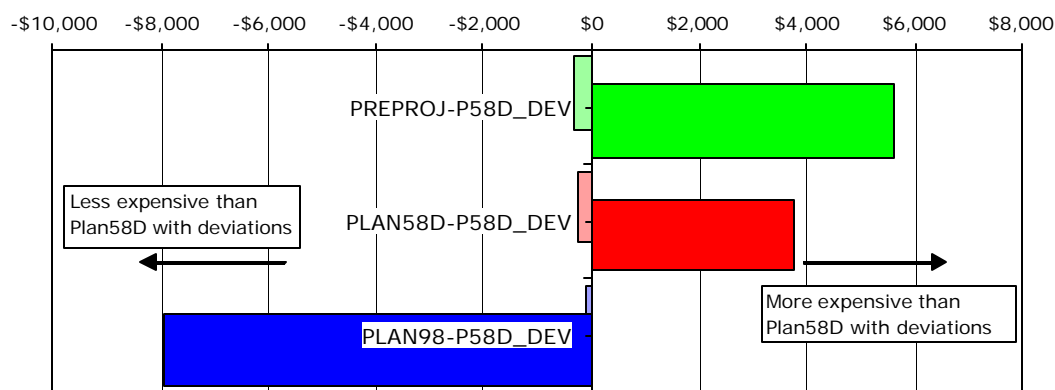 -$10,000 -$8,000 -$6,000 -$4,000 -$2,000 $0 $2,000 $4,000 $6,000 $8,000
PREPROJ-P58D_DEV
Less expensive than
Plan58D with deviations
PLAN58D-P58D_DEV
More expensive than
Plan58D with deviations
PLAN98-P58D_DEV